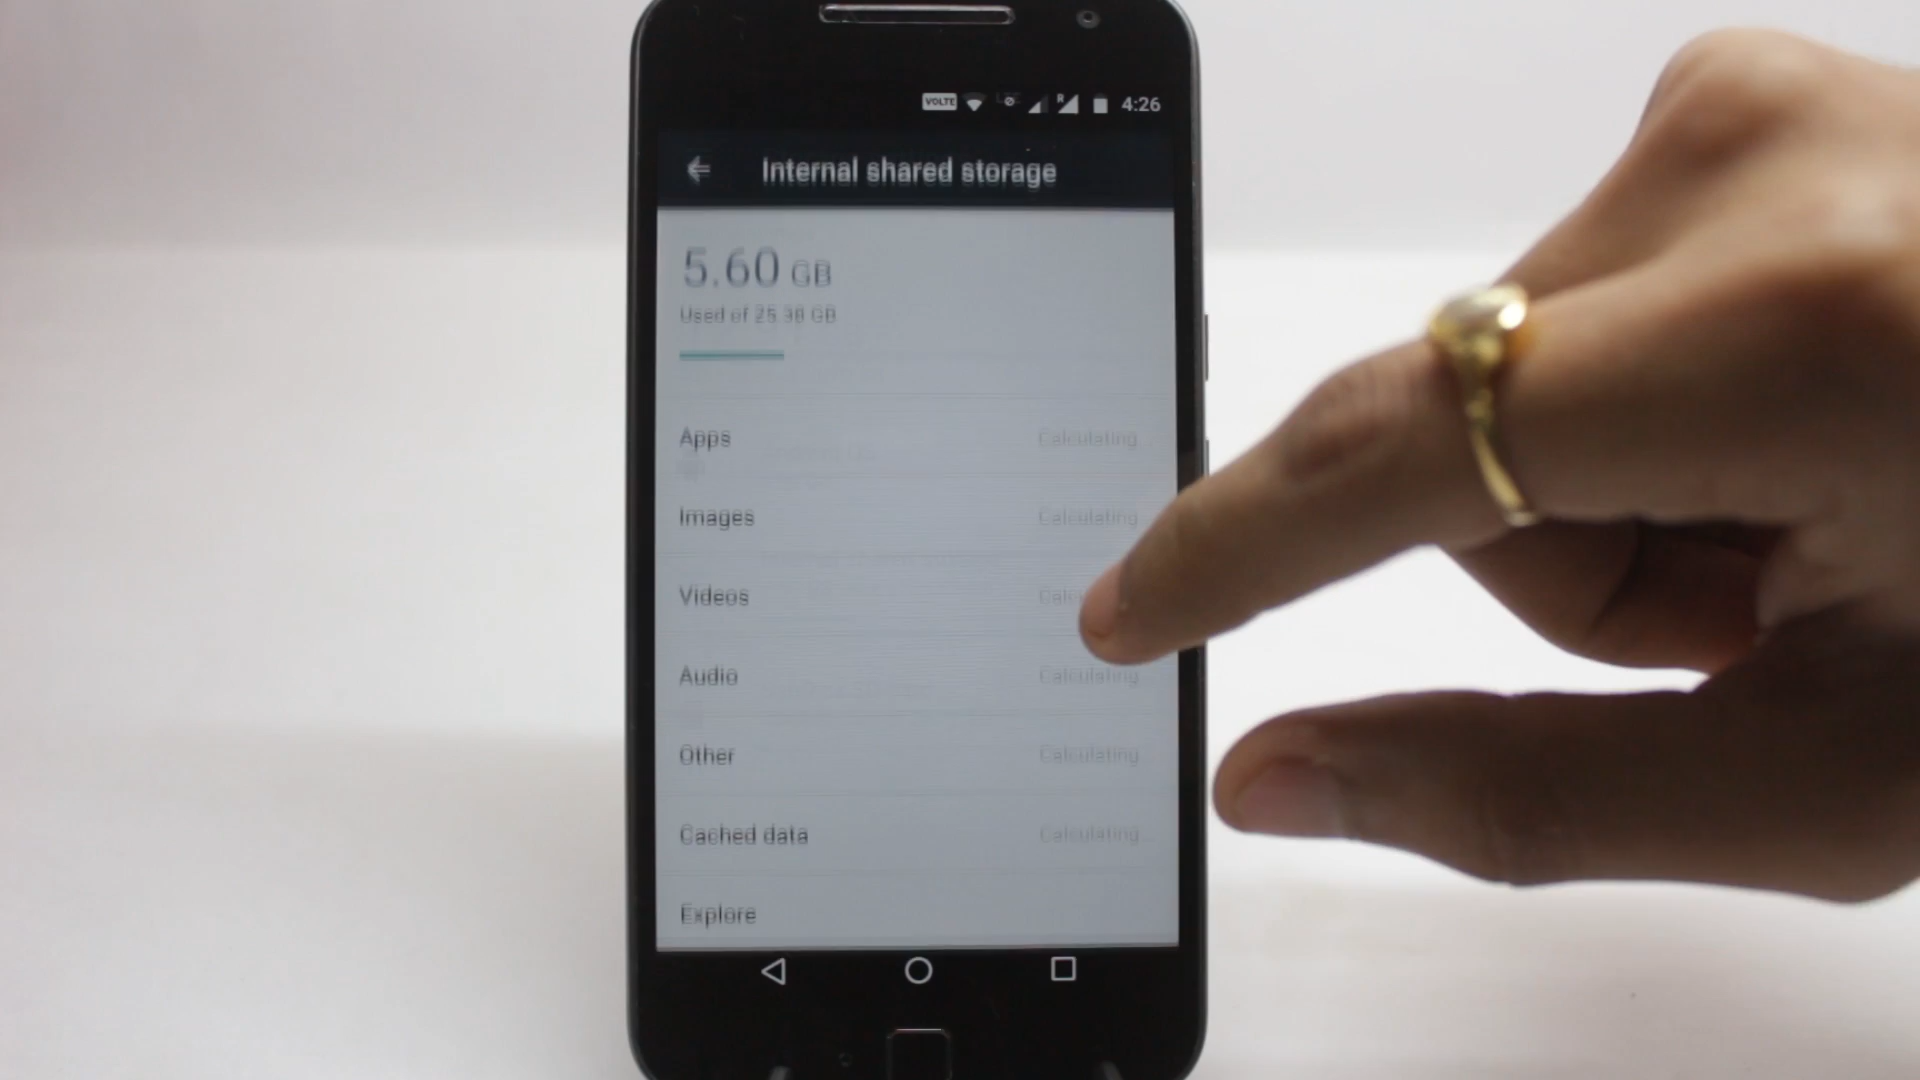 VOLTE R 4:26
Internal shared storage
5.60 GB
Used of 25.38 GB
Apps Calculating...
Images Calculating
Videos
Audio Calculating...
Other Calculating...
Cached data Calculating...
Explore